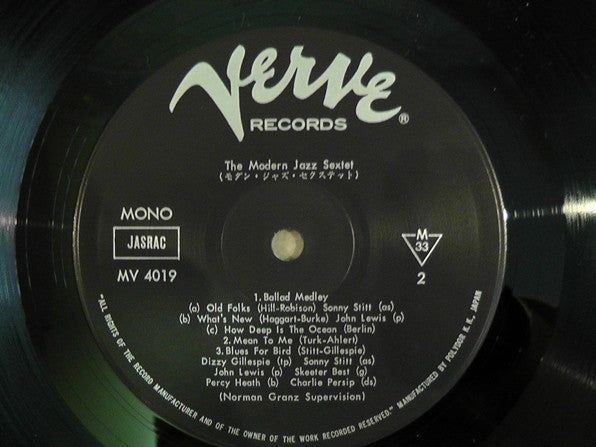 Verve®
RECORDS
The Modern Jazz Sextet
(モダン・ジャズ・セクステット)
MONO
JASRAC
MV 4019
M
33
2
1. Ballad Medley
(a) Old Folks (Hill-Robison) Sonny Stitt (as)
(b) What's New (Haggart-Burke) John Lewis (p)
(c) How Deep Is The Ocean (Berlin)
2. Mean To Me (Turk-Ahlert)
3. Blues For Bird (Stitt-Gillespie)
Dizzy Gillespie (tp) Sonny Stitt (as)
John Lewis (p) Skeeter Best (g)
Percy Heath (b) Charlie Persip (ds)
(Norman Granz Supervision)
"ALL RIGHTS OF THE RECORD MANUFACTURER AND OF THE OWNER OF THE WORK RECORDED RESERVED." MANUFACTURED BY POLYDOR K.K., JAPAN